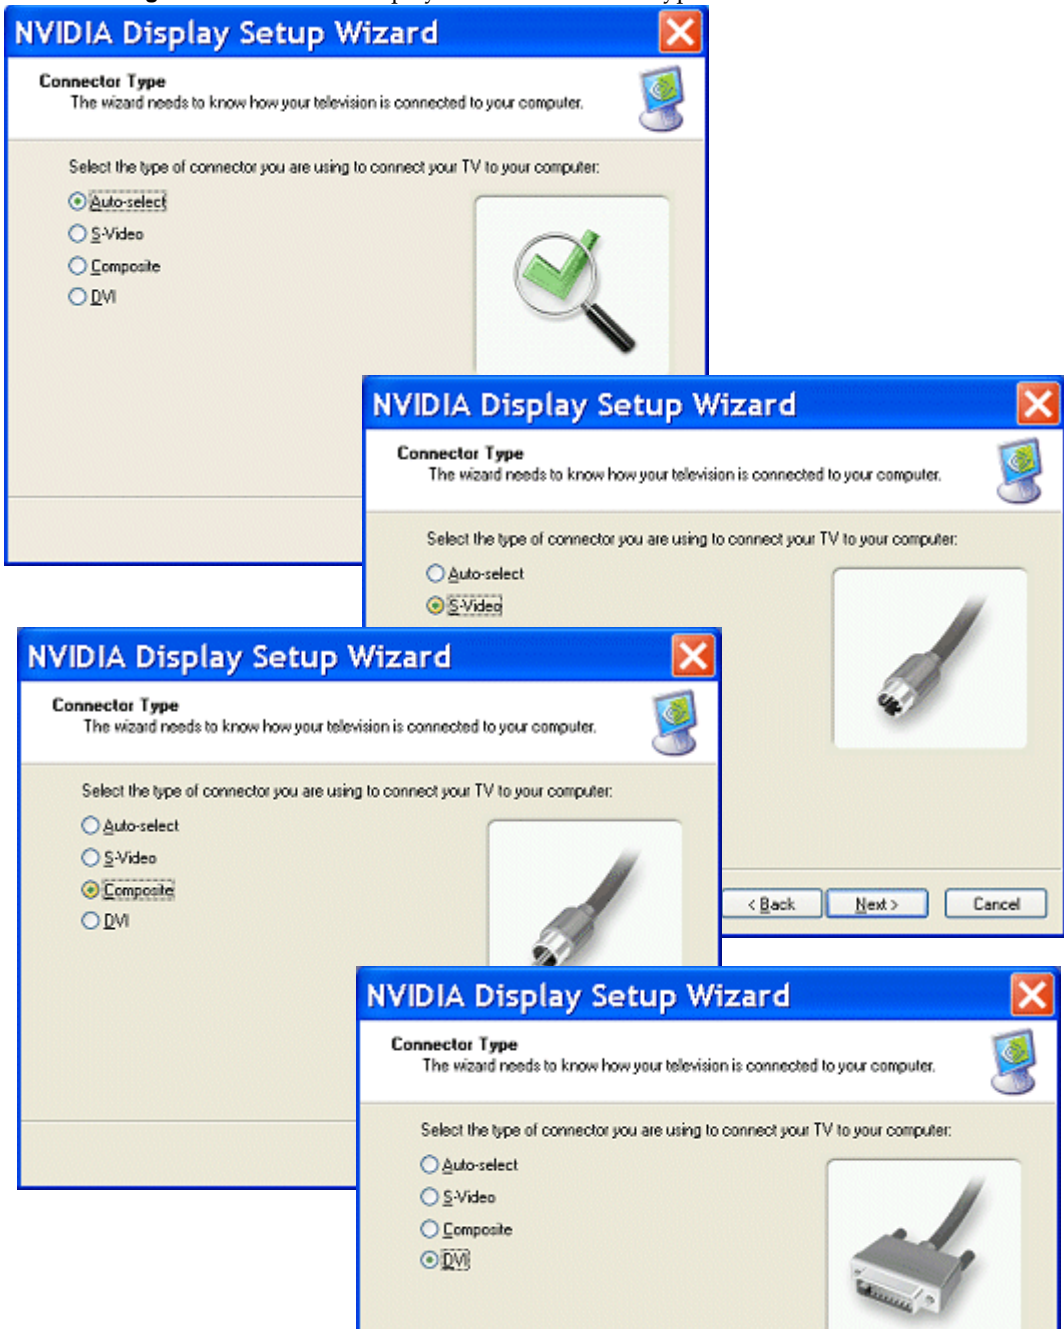 NVIDIA Display Setup Wizard
Connector Type
The wizard needs to know how your television is connected to your computer.
Select the type of connector you are using to connect your TV to your computer:
Auto-select
S-Video
Composite
DVI
NVIDIA Display Setup Wizard
Connector Type
The wizard needs to know how your television is connected to your computer.
Select the type of connector you are using to connect your TV to your computer:
Auto-select
S-Video
< Back
Next >
Cancel
NVIDIA Display Setup Wizard
Connector Type
The wizard needs to know how your television is connected to your computer.
Select the type of connector you are using to connect your TV to your computer:
Auto-select
S-Video
Composite
DVI
NVIDIA Display Setup Wizard
Connector Type
The wizard needs to know how your television is connected to your computer.
Select the type of connector you are using to connect your TV to your computer:
Auto-select
S-Video
Composite
DVI